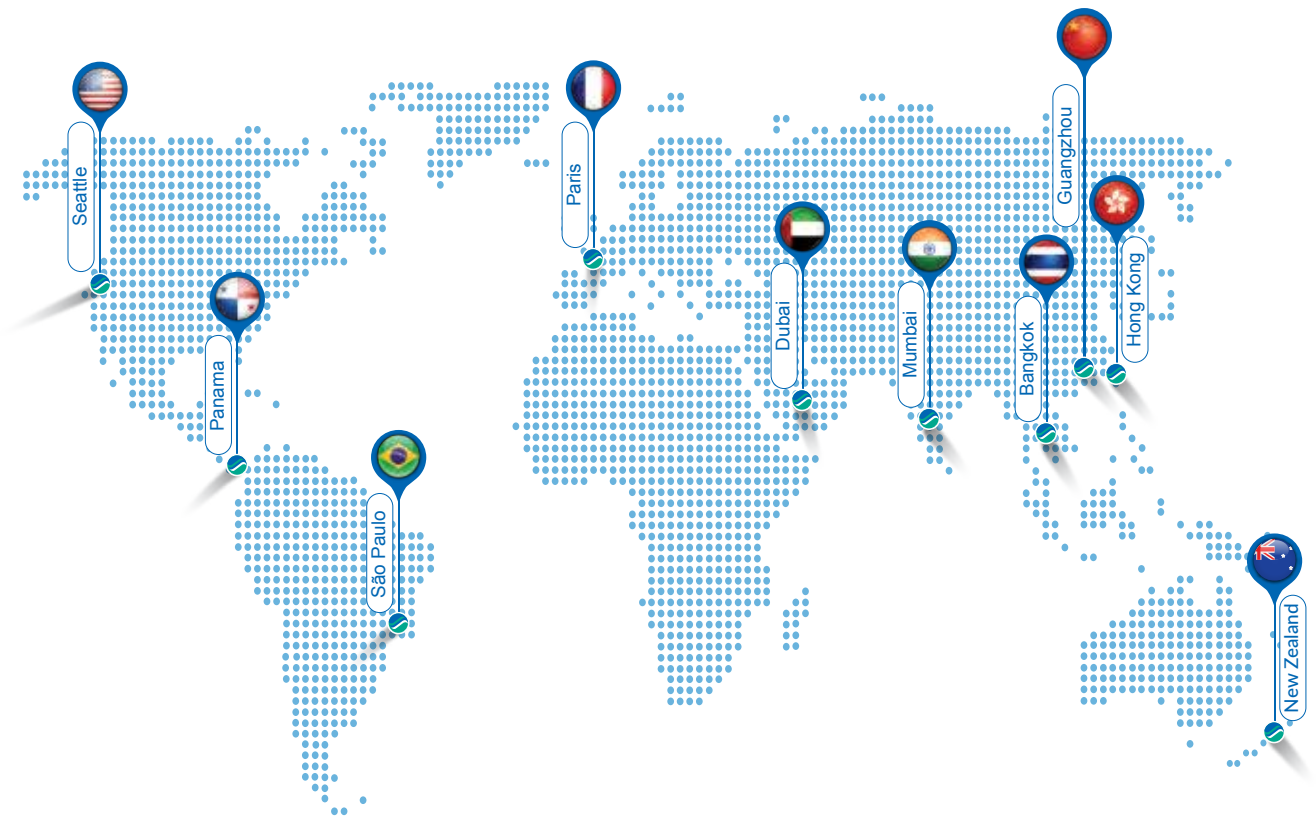 Seattle
Panama
São Paulo
Paris
Dubai
Mumbai
Bangkok
Guangzhou
Hong Kong
New Zealand